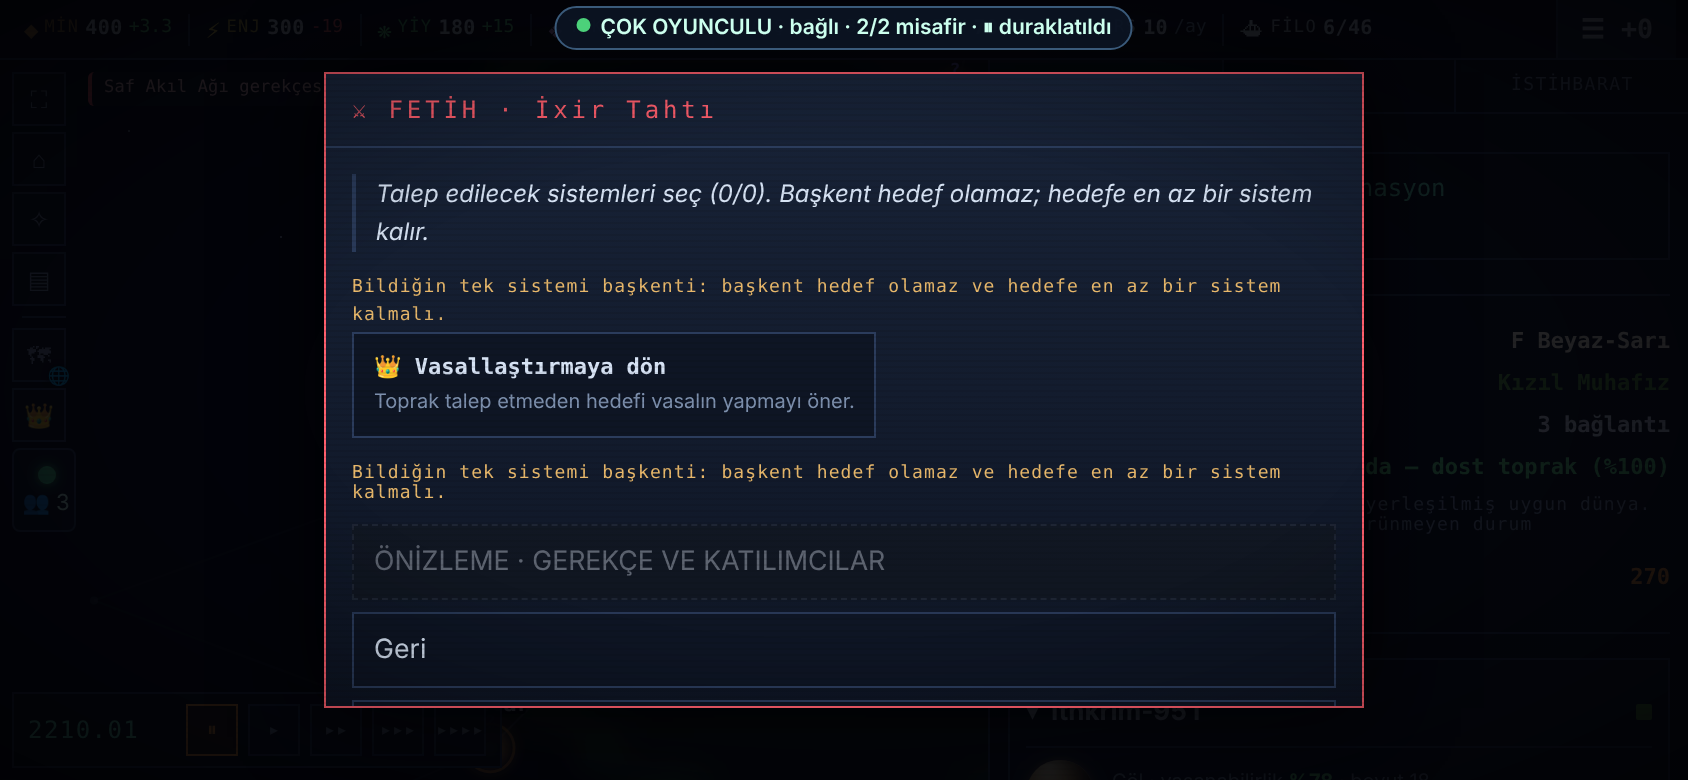 MİN 400 +3.3 ENJ 300 -19 YİY 180 +15
ÇOK OYUNCULU · bağlı · 2/2 misafir · ⏸ duraklatıldı
10 /ay FİLO 6/46
☰ +0
Saf Akıl Ağı gerekçes
İSTİHBARAT
⚔ FETİH · İxir Tahtı
Talep edilecek sistemleri seç (0/0). Başkent hedef olamaz; hedefe en az bir sistem
kalır.
Bildiğin tek sistemi başkenti: başkent hedef olamaz ve hedefe en az bir sistem
kalmalı.
👑 Vasallaştırmaya dön
Toprak talep etmeden hedefi vasalın yapmayı öner.
Bildiğin tek sistemi başkenti: başkent hedef olamaz ve hedefe en az bir sistem
kalmalı.
ÖNİZLEME · GEREKÇE VE KATILIMCILAR
Geri
masyon
F Beyaz-Sarı
Kızıl Muhafız
3 bağlantı
da — dost toprak (%100)
yerleşilmiş uygun dünya.
rünmeyen durum
270
3
2210.01